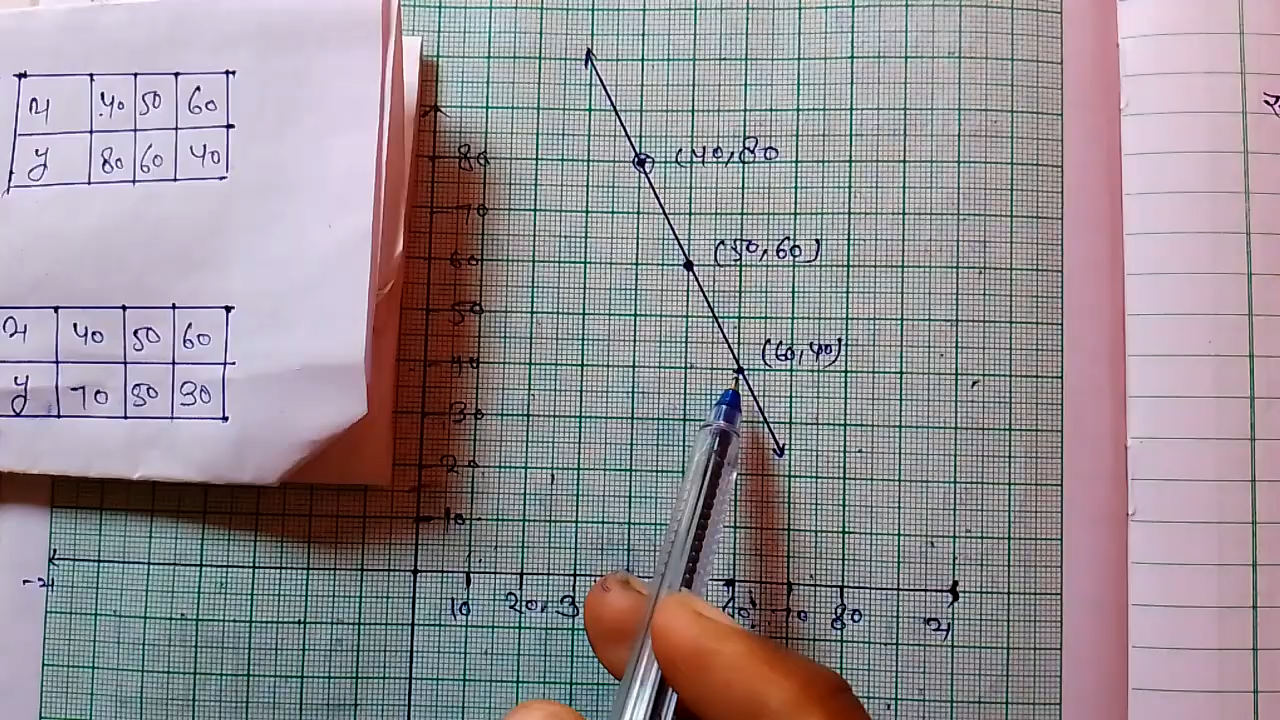 x 40 50 60
y 80 60 40
x 40 50 60
y 70 50 30
(40,80
(50,60)
(60,40)
80
70
60
50
40
30
20
10
-x
10 20 3
70 80 x